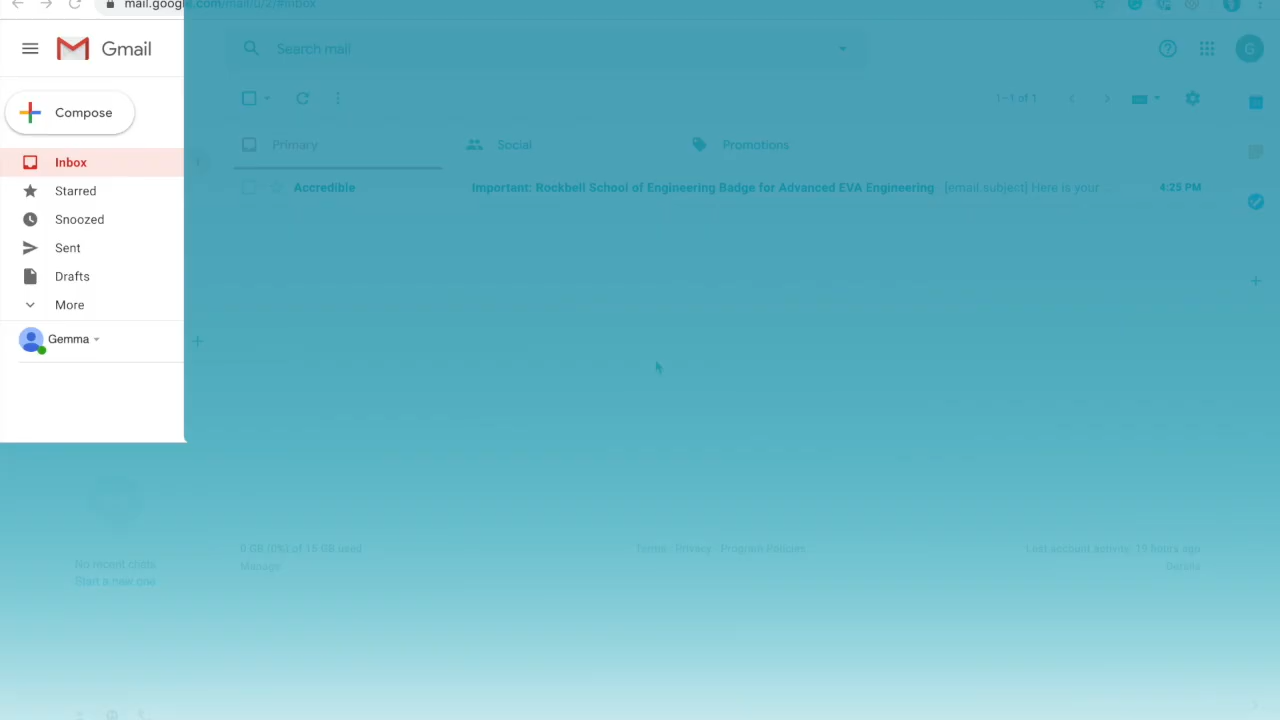 mail.google.com/mail/u/2/#inbox
Gmail
Search mail
G
Compose
1–1 of 1
Primary
Social
Promotions
Inbox
1
Accredible Important: Rockbell School of Engineering Badge for Advanced EVA Engineering [email.subject] Here is your 4:25 PM
Starred
Snoozed
Sent
Drafts
More
Gemma
0 GB (0%) of 15 GB used
Manage
Terms · Privacy · Program Policies
Last account activity: 19 hours ago
Details
No recent chats
Start a new one